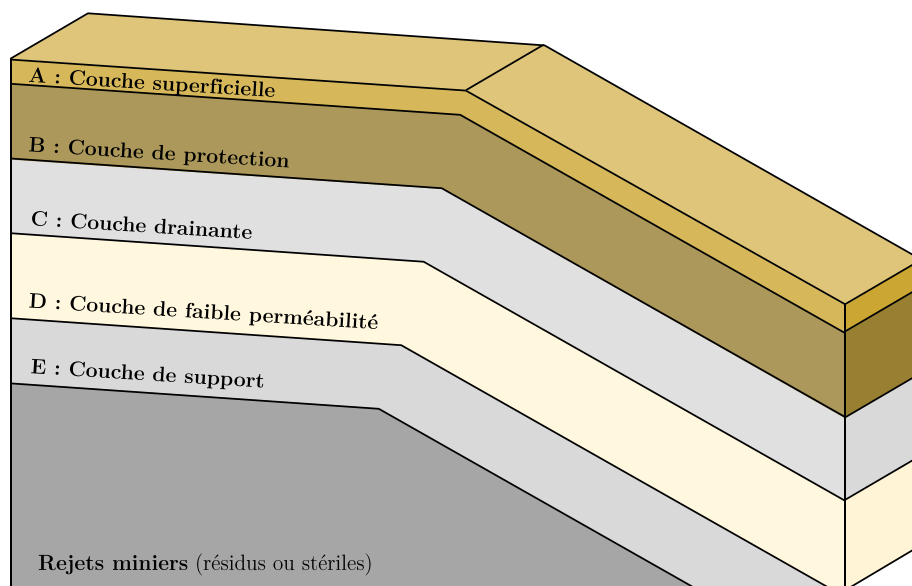 A : Couche superficielle
B : Couche de protection
C : Couche drainante
D : Couche de faible perméabilité
E : Couche de support
Rejets miniers (résidus ou stériles)